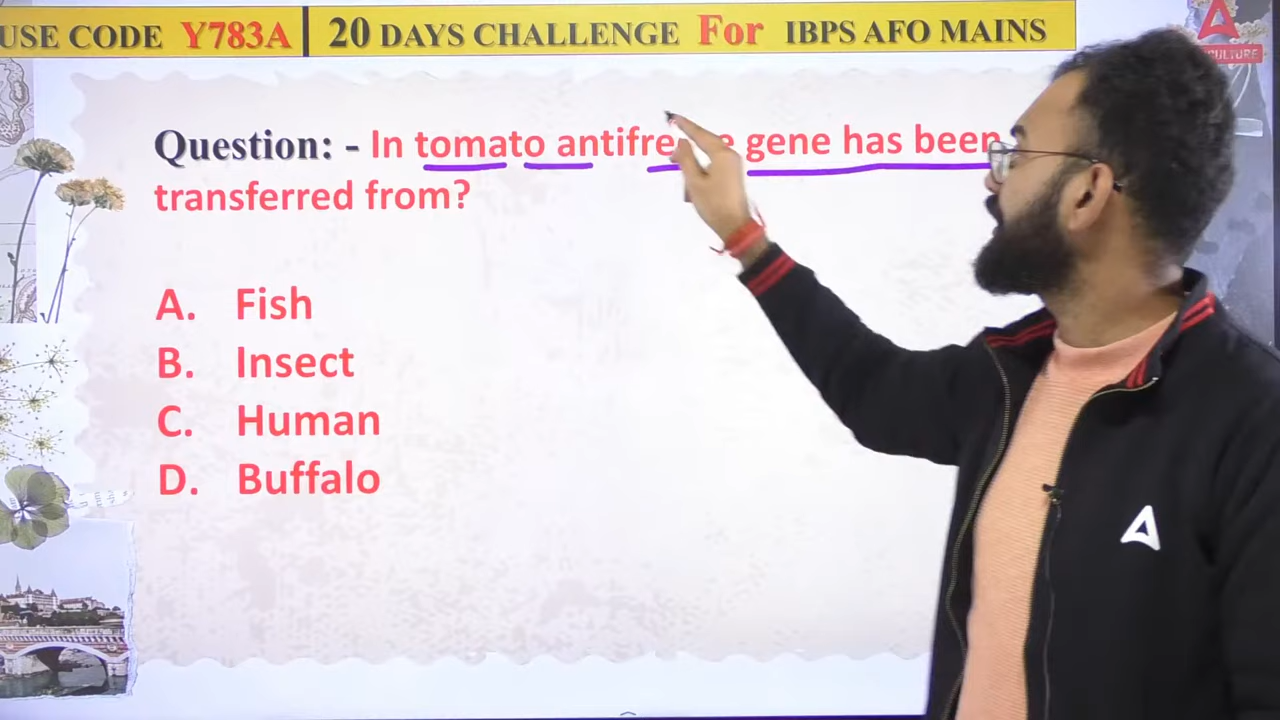 USE CODE Y783A 20 DAYS CHALLENGE For IBPS AFO MAINS
Question: - In tomato gene has been
transferred from?
A. Fish
B. Insect
C. Human
D. Buffalo